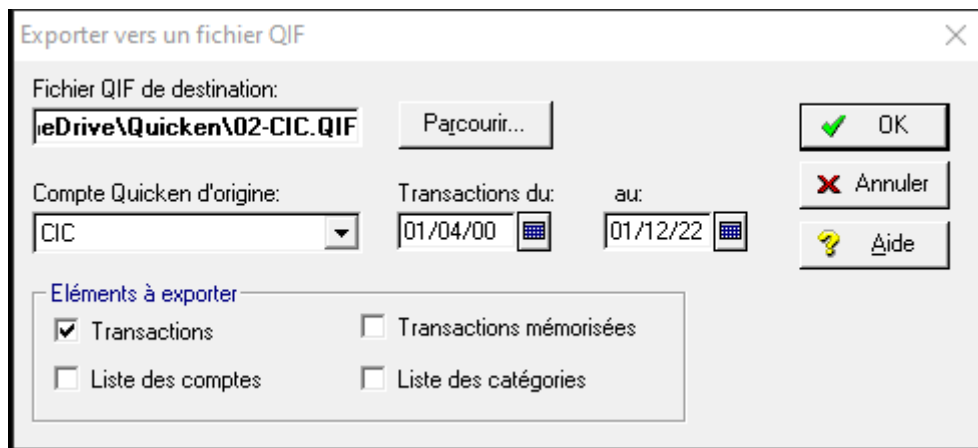 Exporter vers un fichier QIF
Fichier QIF de destination:
eDrive\Quicken\02-CIC.QIF
Parcourir...
OK
Compte Quicken d'origine:
Transactions du:
au:
Annuler
CIC
01/04/00
01/12/22
Aide
Eléments à exporter
Transactions
Transactions mémorisées
Liste des comptes
Liste des catégories